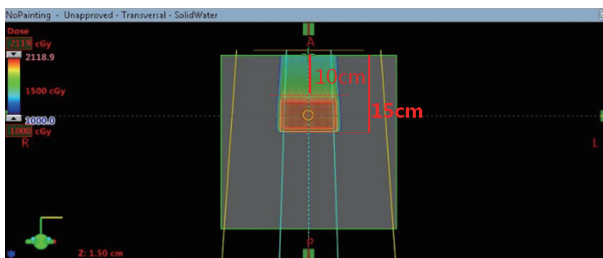 NoPainting - Unapproved - Transversal - SolidWater
Dose
2119 cGy
2118.9
1500 cGy
1000.0
1000 cGy
A
10cm
15cm
R
L
P
Z: 1.50 cm